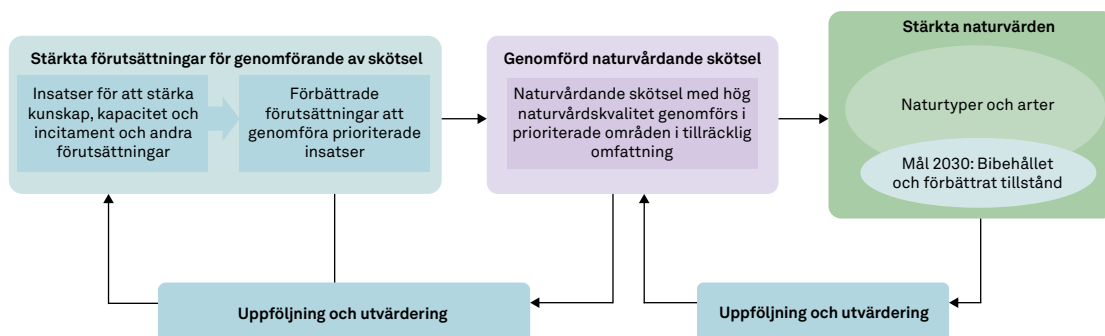 Stärkta förutsättningar för genomförande av skötsel
Insatser för att stärka
kunskap, kapacitet och
incitament och andra
förutsättningar
Förbättrade
förutsättningar att
genomföra prioriterade
insatser
Genomförd naturvårdande skötsel
Naturvårdande skötsel med hög
naturvårdskvalitet genomförs i
prioriterade områden i tillräcklig
omfattning
Stärkta naturvärden
Naturtyper och arter
Mål 2030: Bibehållet
och förbättrat tillstånd
Uppföljning och utvärdering
Uppföljning och utvärdering